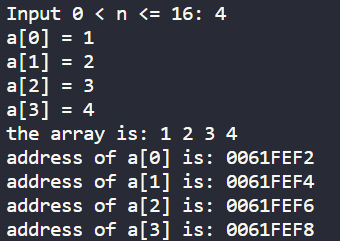 Input 0 < n <= 16: 4
a[0] = 1
a[1] = 2
a[2] = 3
a[3] = 4
the array is: 1 2 3 4
address of a[0] is: 0061FEF2
address of a[1] is: 0061FEF4
address of a[2] is: 0061FEF6
address of a[3] is: 0061FEF8